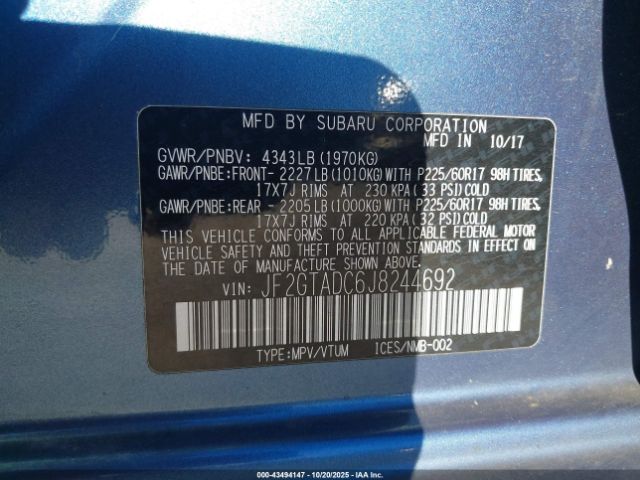 MFD BY SUBARU CORPORATION
MFD IN 10/17
GVWR/PNBV: 4343LB(1970KG)
GAWR/PNBE:FRONT- 2227LB(1010KG)WITH P225/60R17 98H TIRES,
17X7J RIMS AT 230 KPA(33 PSI)COLD
GAWR/PNBE:REAR - 2205LB(1000KG)WITH P225/60R17 98H TIRES,
17X7J RIMS AT 220 KPA(32 PSI)COLD
THIS VEHICLE CONFORMS TO ALL APPLICABLE FEDERAL MOTOR
VEHICLE SAFETY AND THEFT PREVENTION STANDARDS IN EFFECT ON
THE DATE OF MANUFACTURE SHOWN ABOVE.
VIN: JF2GTADC6J8244692
TYPE:MPV/VTUM ICES/NMB-002
000-43494147 - 10/20/2025 - IAA Inc.